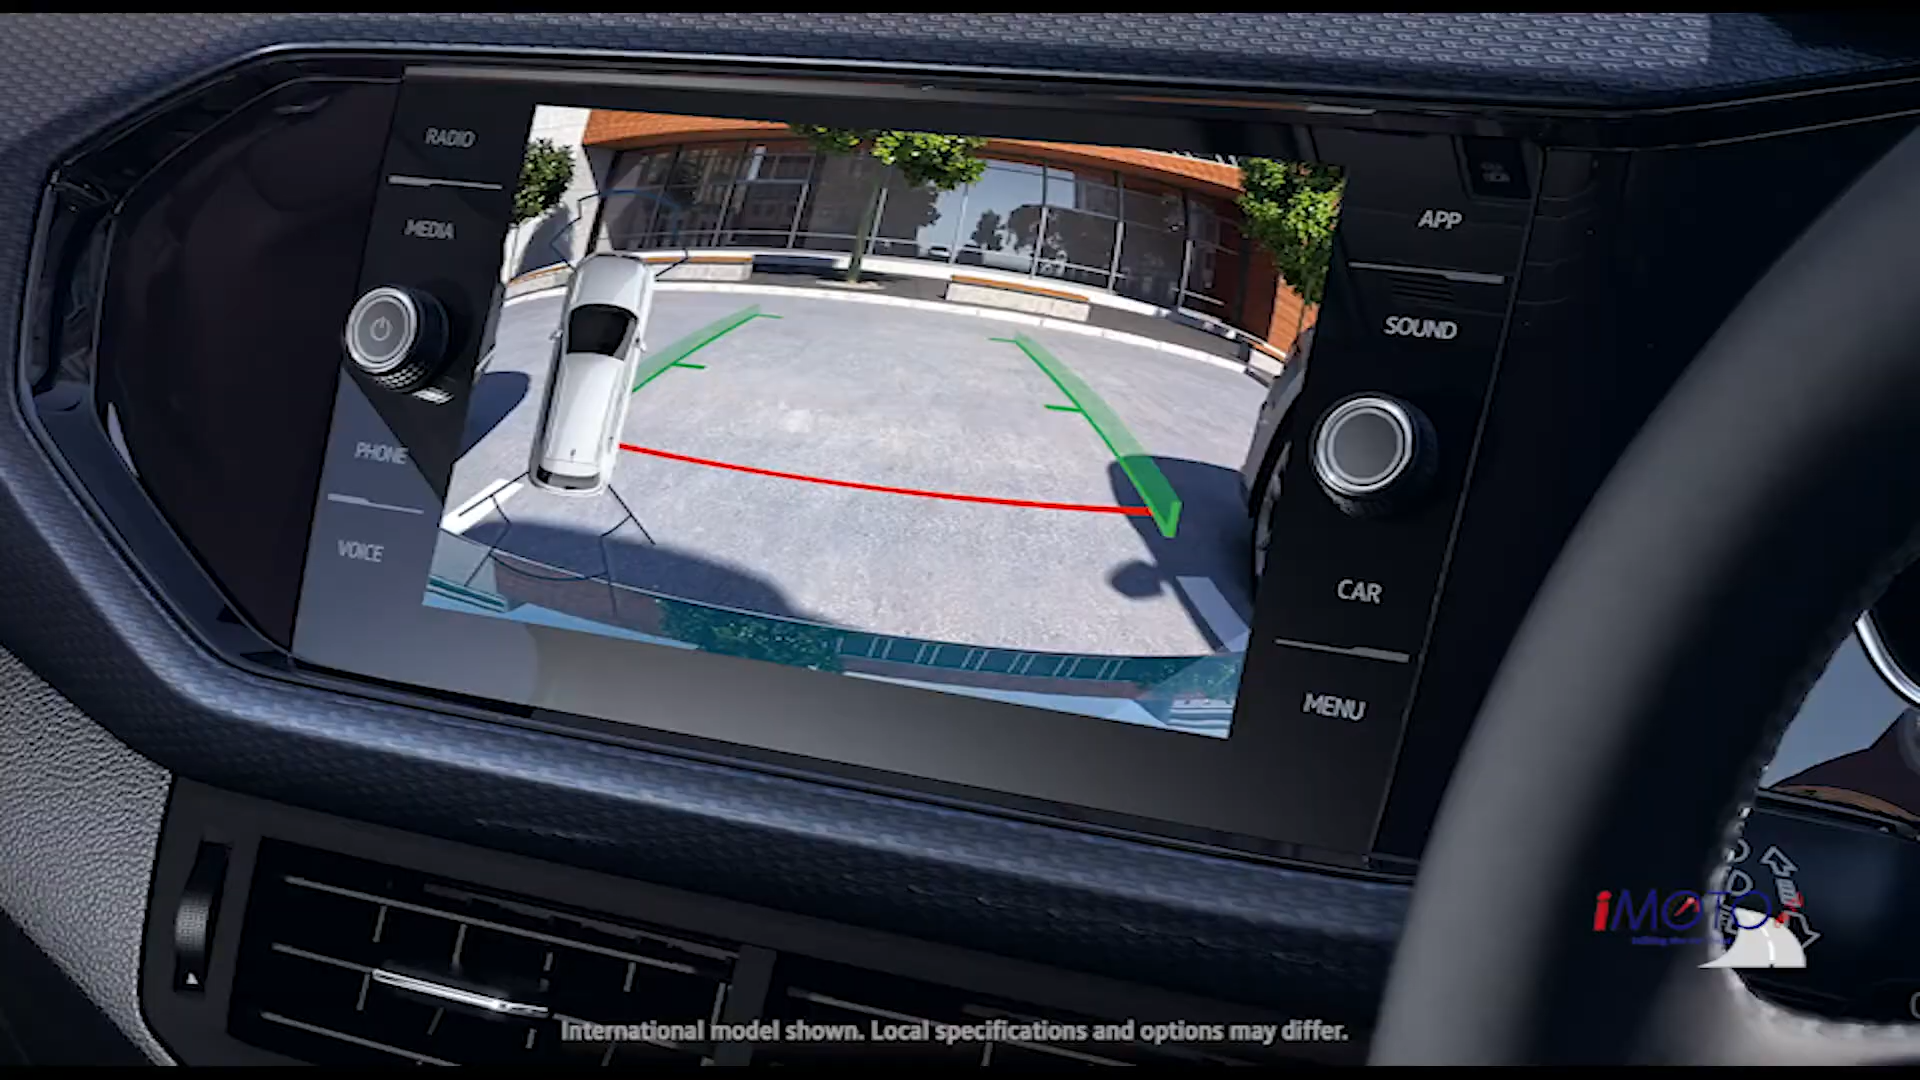 RADIO
MEDIA
PHONE
VOICE
APP
SOUND
CAR
MENU
iMOTO
International model shown. Local specifications and options may differ.